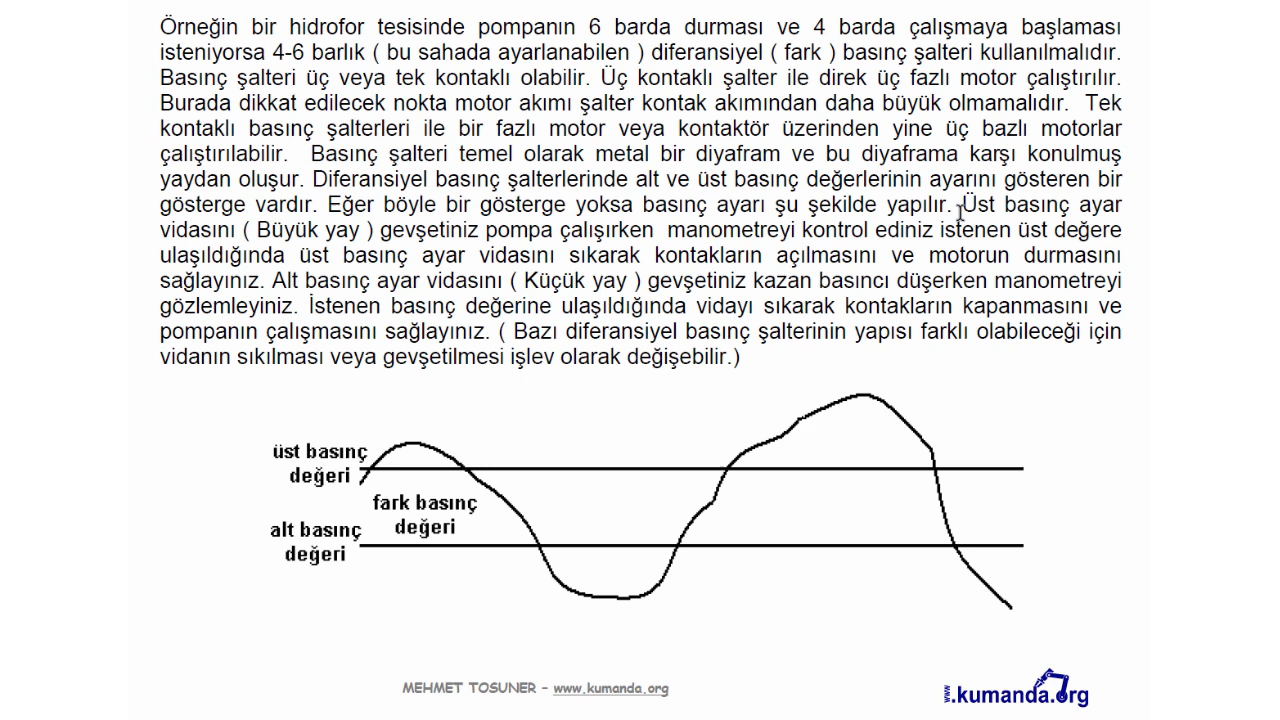 Örneğin bir hidrofor tesisinde pompanın 6 barda durması ve 4 barda çalışmaya başlaması
isteniyorsa 4-6 barlık ( bu sahada ayarlanabilen ) diferansiyel ( fark ) basınç şalteri kullanılmalıdır.
Basınç şalteri üç veya tek kontaklı olabilir. Üç kontaklı şalter ile direk üç fazlı motor çalıştırılır.
Burada dikkat edilecek nokta motor akımı şalter kontak akımından daha büyük olmamalıdır. Tek
kontaklı basınç şalterleri ile bir fazlı motor veya kontaktör üzerinden yine üç bazlı motorlar
çalıştırılabilir. Basınç şalteri temel olarak metal bir diyafram ve bu diyaframa karşı konulmuş
yaydan oluşur. Diferansiyel basınç şalterlerinde alt ve üst basınç değerlerinin ayarını gösteren bir
gösterge vardır. Eğer böyle bir gösterge yoksa basınç ayarı şu şekilde yapılır. Üst basınç ayar
vidasını ( Büyük yay ) gevşetiniz pompa çalışırken manometreyi kontrol ediniz istenen üst değere
ulaşıldığında üst basınç ayar vidasını sıkarak kontakların açılmasını ve motorun durmasını
sağlayınız. Alt basınç ayar vidasını ( Küçük yay ) gevşetiniz kazan basıncı düşerken manometreyi
gözlemleyiniz. İstenen basınç değerine ulaşıldığında vidayı sıkarak kontakların kapanmasını ve
pompanın çalışmasını sağlayınız. ( Bazı diferansiyel basınç şalterinin yapısı farklı olabileceği için
vidanın sıkılması veya gevşetilmesi işlev olarak değişebilir.)
üst basınç
değeri
fark basınç
değeri
alt basınç
değeri
MEHMET TOSUNER – www.kumanda.org
www.kumanda.org